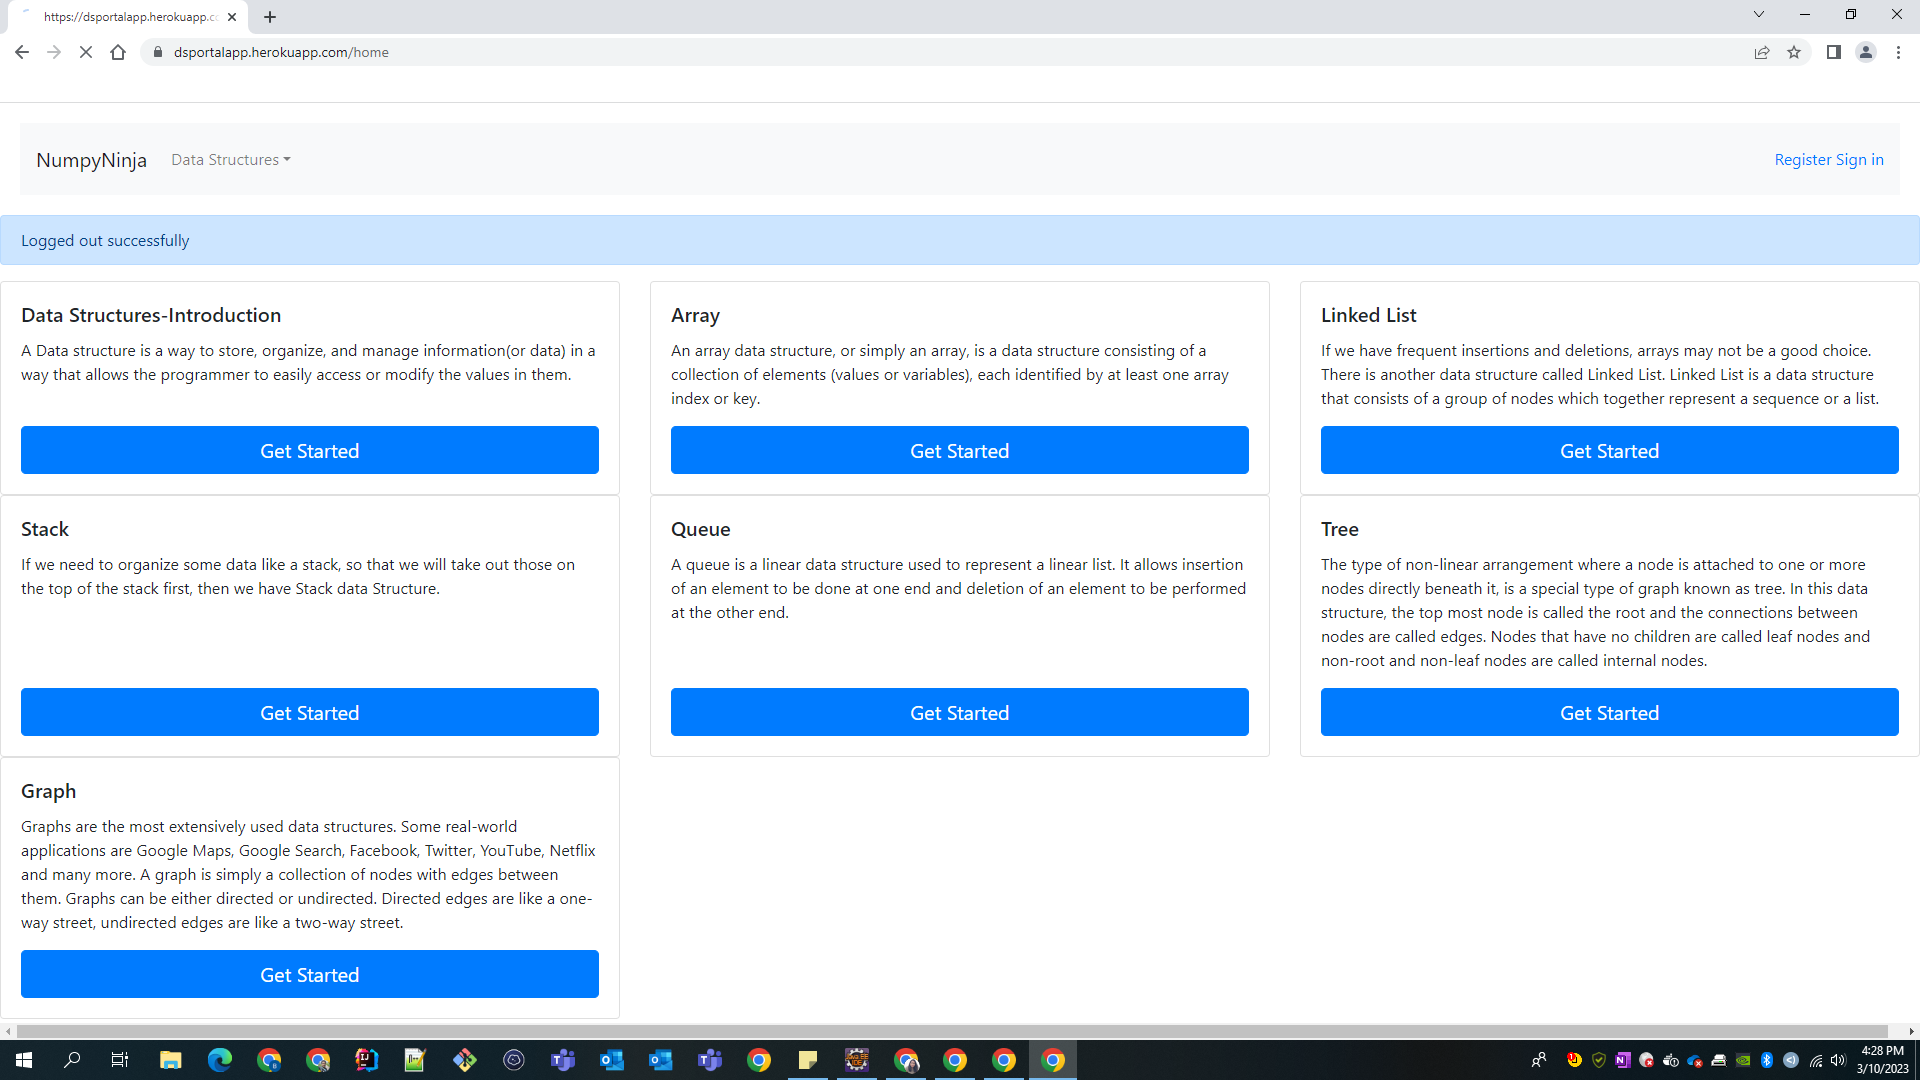 https://dsportalapp.herokuapp.c
dsportalapp.herokuapp.com/home
NumpyNinja Data Structures Register Sign in
Logged out successfully
Data Structures-Introduction
A Data structure is a way to store, organize, and manage information(or data) in a
way that allows the programmer to easily access or modify the values in them.
Get Started
Array
An array data structure, or simply an array, is a data structure consisting of a
collection of elements (values or variables), each identified by at least one array
index or key.
Get Started
Linked List
If we have frequent insertions and deletions, arrays may not be a good choice.
There is another data structure called Linked List. Linked List is a data structure
that consists of a group of nodes which together represent a sequence or a list.
Get Started
Stack
If we need to organize some data like a stack, so that we will take out those on
the top of the stack first, then we have Stack data Structure.
Get Started
Queue
A queue is a linear data structure used to represent a linear list. It allows insertion
of an element to be done at one end and deletion of an element to be performed
at the other end.
Get Started
Tree
The type of non-linear arrangement where a node is attached to one or more
nodes directly beneath it, is a special type of graph known as tree. In this data
structure, the top most node is called the root and the connections between
nodes are called edges. Nodes that have no children are called leaf nodes and
non-root and non-leaf nodes are called internal nodes.
Get Started
Graph
Graphs are the most extensively used data structures. Some real-world
applications are Google Maps, Google Search, Facebook, Twitter, YouTube, Netflix
and many more. A graph is simply a collection of nodes with edges between
them. Graphs can be either directed or undirected. Directed edges are like a one-
way street, undirected edges are like a two-way street.
Get Started
4:28 PM
3/10/2023